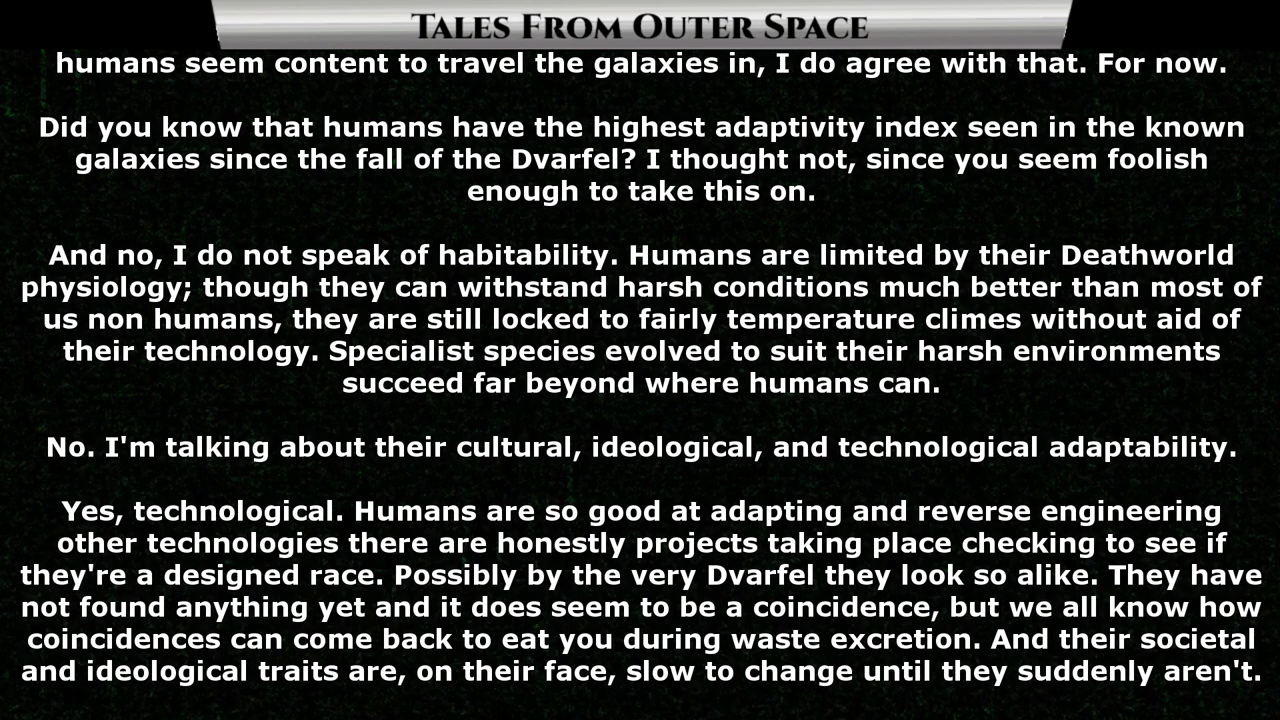 Tales From Outer Space
humans seem content to travel the galaxies in, I do agree with that. For now.
Did you know that humans have the highest adaptivity index seen in the known
galaxies since the fall of the Dvarfel? I thought not, since you seem foolish
enough to take this on.
And no, I do not speak of habitability. Humans are limited by their Deathworld
physiology; though they can withstand harsh conditions much better than most of
us non humans, they are still locked to fairly temperature climes without aid of
their technology. Specialist species evolved to suit their harsh environments
succeed far beyond where humans can.
No. I'm talking about their cultural, ideological, and technological adaptability.
Yes, technological. Humans are so good at adapting and reverse engineering
other technologies there are honestly projects taking place checking to see if
they're a designed race. Possibly by the very Dvarfel they look so alike. They have
not found anything yet and it does seem to be a coincidence, but we all know how
coincidences can come back to eat you during waste excretion. And their societal
and ideological traits are, on their face, slow to change until they suddenly aren't.